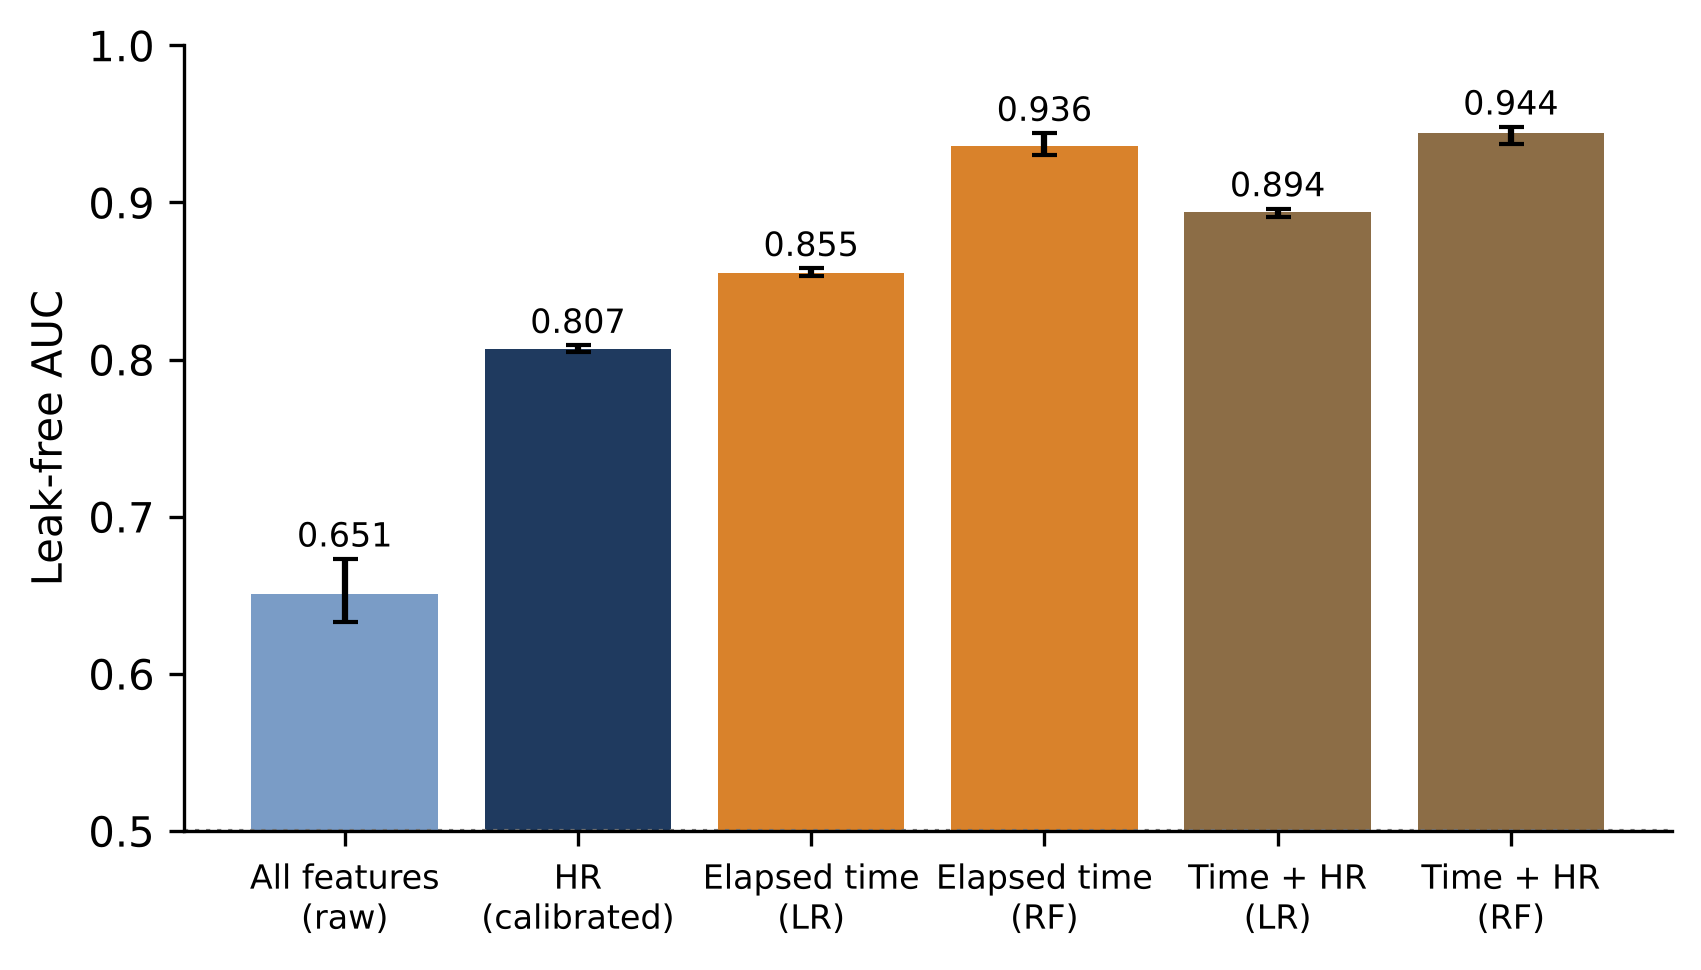 Leak-free AUC
1.0
0.9
0.8
0.7
0.6
0.5
0.651
0.807
0.855
0.936
0.894
0.944
All features
(raw)
HR
(calibrated)
Elapsed time
(LR)
Elapsed time
(RF)
Time + HR
(LR)
Time + HR
(RF)